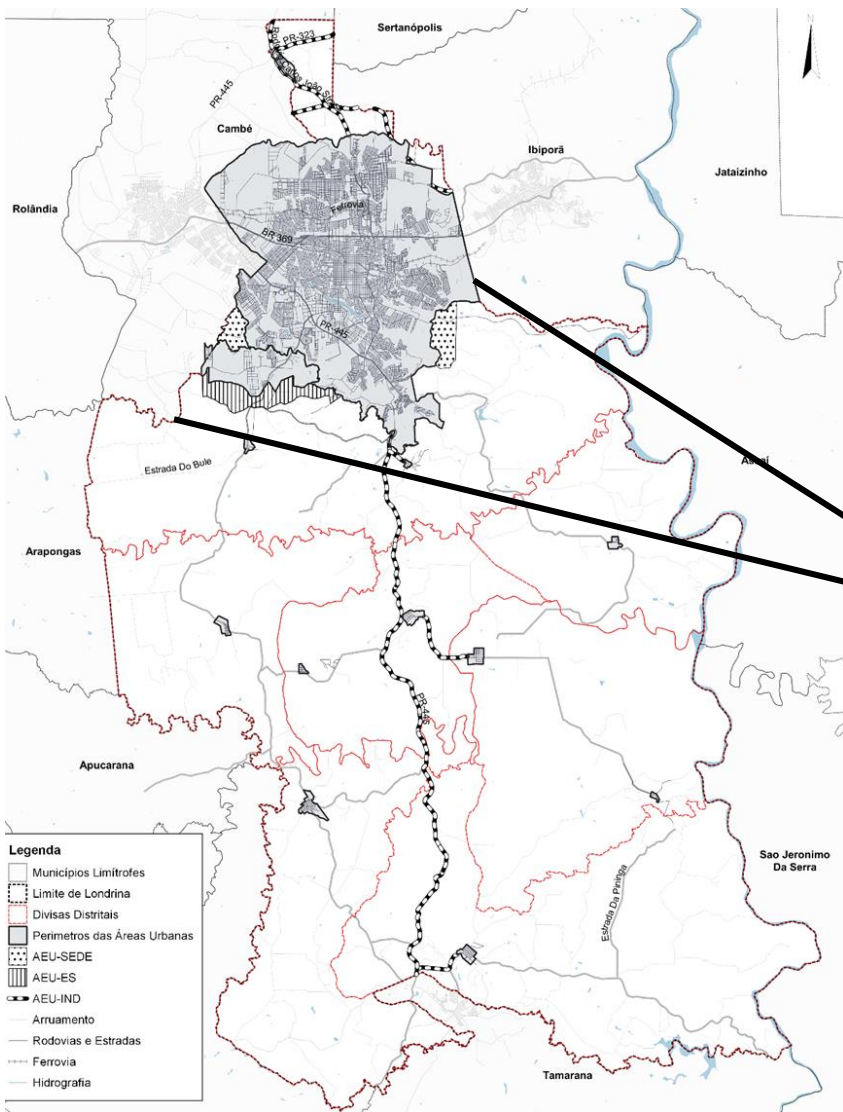 Sertanópolis
N
PR-323
PR-445
Cambé
Ibiporã
Jataizinho
Rolândia
Ferrovia
BR 369
PR-445
Assaí
Estrada Do Bule
Arapongas
PR-445
Apucarana
Sao Jeronimo
Da Serra
Estrada Da Pininga
Tamarana
Legenda
Municípios Limítrofes
Limite de Londrina
Divisas Distritais
Perimetros das Áreas Urbanas
AEU-SEDE
AEU-ES
AEU-IND
Arruamento
Rodovias e Estradas
Ferrovia
Hidrografia